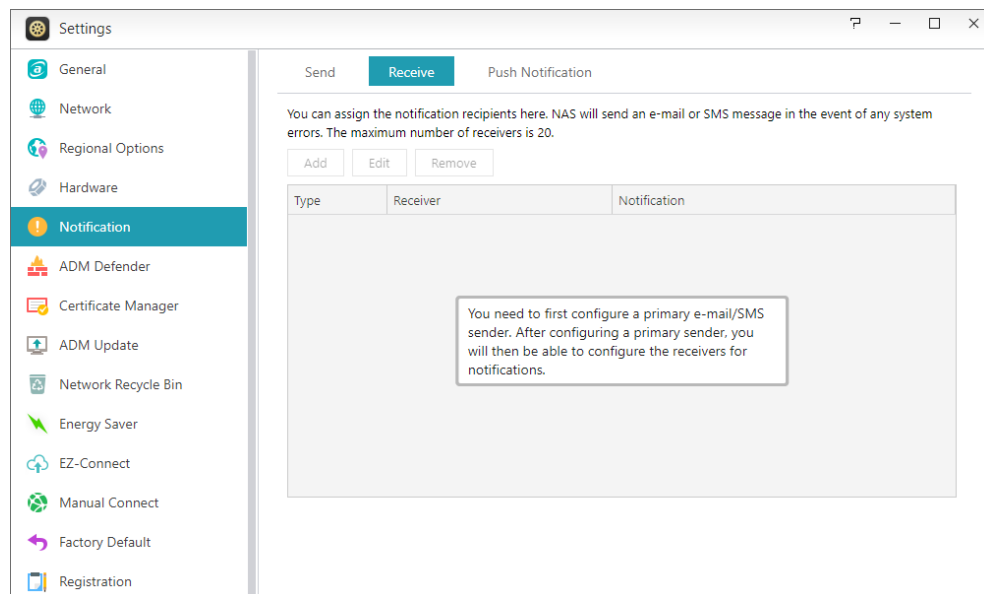 Settings
General
Network
Regional Options
Hardware
Notification
ADM Defender
Certificate Manager
ADM Update
Network Recycle Bin
Energy Saver
EZ-Connect
Manual Connect
Factory Default
Registration
Send Receive Push Notification
You can assign the notification recipients here. NAS will send an e-mail or SMS message in the event of any system
errors. The maximum number of receivers is 20.
Add Edit Remove
Type Receiver Notification
You need to first configure a primary e-mail/SMS
sender. After configuring a primary sender, you
will then be able to configure the receivers for
notifications.